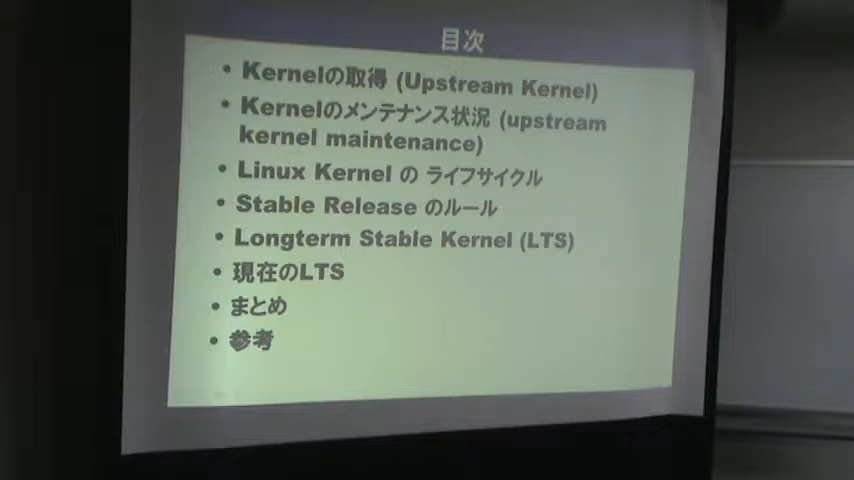 目次
• Kernelの取得 (Upstream Kernel)
• Kernelのメンテナンス状況 (upstream
kernel maintenance)
• Linux Kernel の ライフサイクル
• Stable Release のルール
• Longterm Stable Kernel (LTS)
• 現在のLTS
• まとめ
• 参考